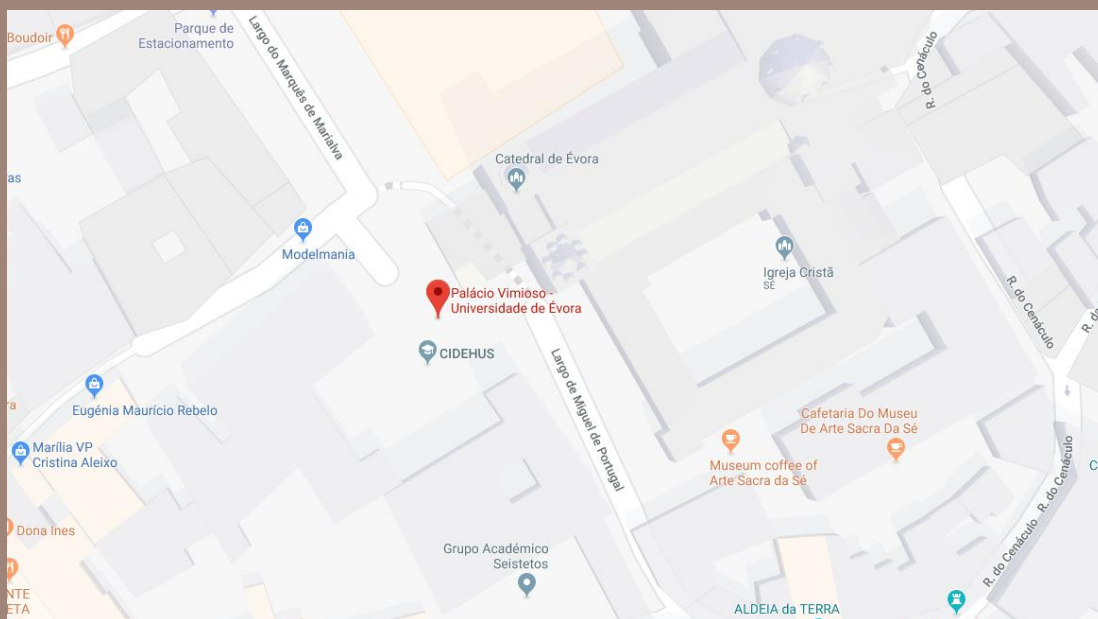 Boudoir
Parque de
Estacionamento
Largo do Marquês de Marialva
R. do Cenáculo
Catedral de Évora
as
Modelmania
Igreja Cristã
SÉ
Palácio Vimioso -
Universidade de Évora
R. do Cenáculo
R. do
CIDEHUS
Largo de Miguel de Portugal
Eugénia Maurício Rebelo
ra
Cafetaria Do Museu
De Arte Sacra Da Sé
Marília VP
Cristina Aleixo
Museum coffee of
Arte Sacra da Sé
R. do Cenáculo
C
Dona Ines
Grupo Académico
Seistetos
R. do Cenáculo
NTE
ETA
ALDEIA da TERRA